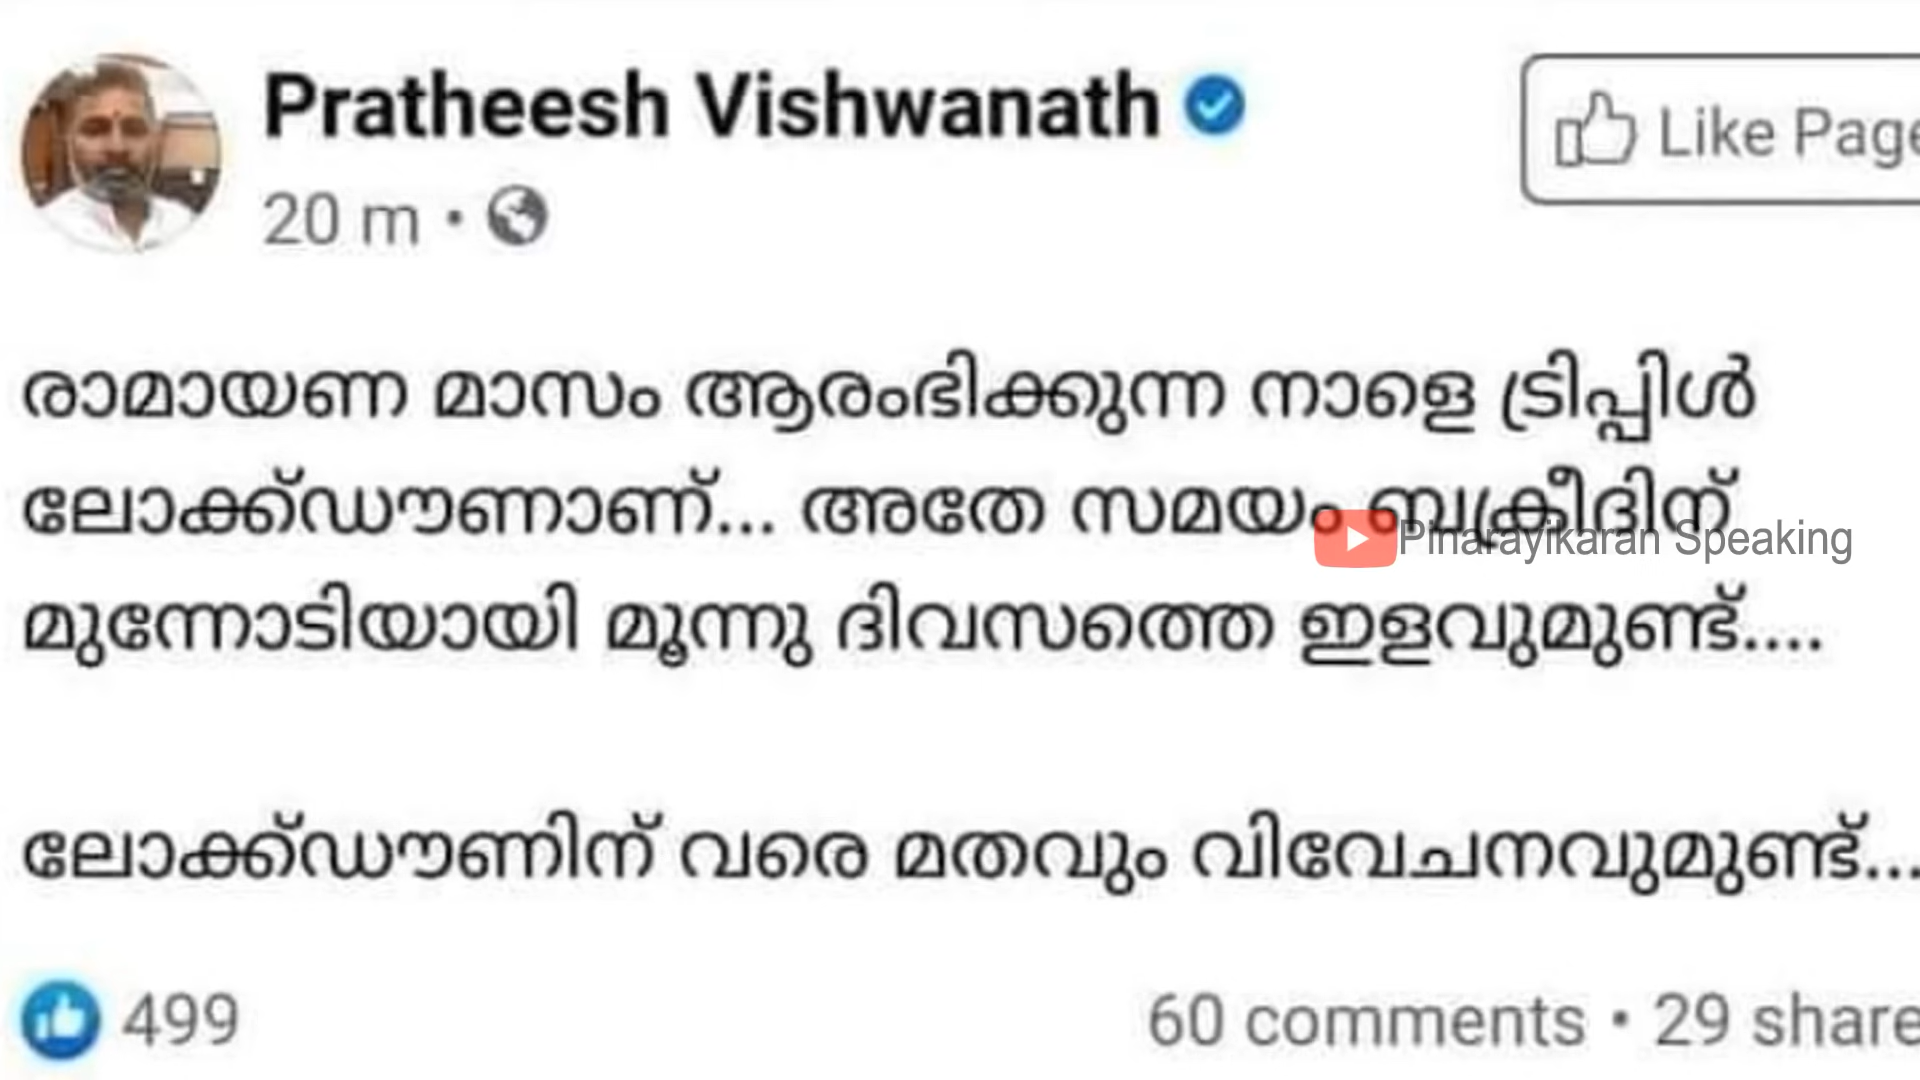 Pratheesh Vishwanath
Like Page
20 m •
രാമായണ മാസം ആരംഭിക്കുന്ന നാളെ ട്രിപ്പിൾ
ലോക്ക്ഡൗണാണ്... അതേ സമയം ബക്രീദിന്
Pinarayikaran Speaking
മുന്നോടിയായി മൂന്നു ദിവസത്തെ ഇളവുമുണ്ട്....
ലോക്ക്ഡൗണിന് വരെ മതവും വിവേചനവുമുണ്ട്...
499
60 comments • 29 share